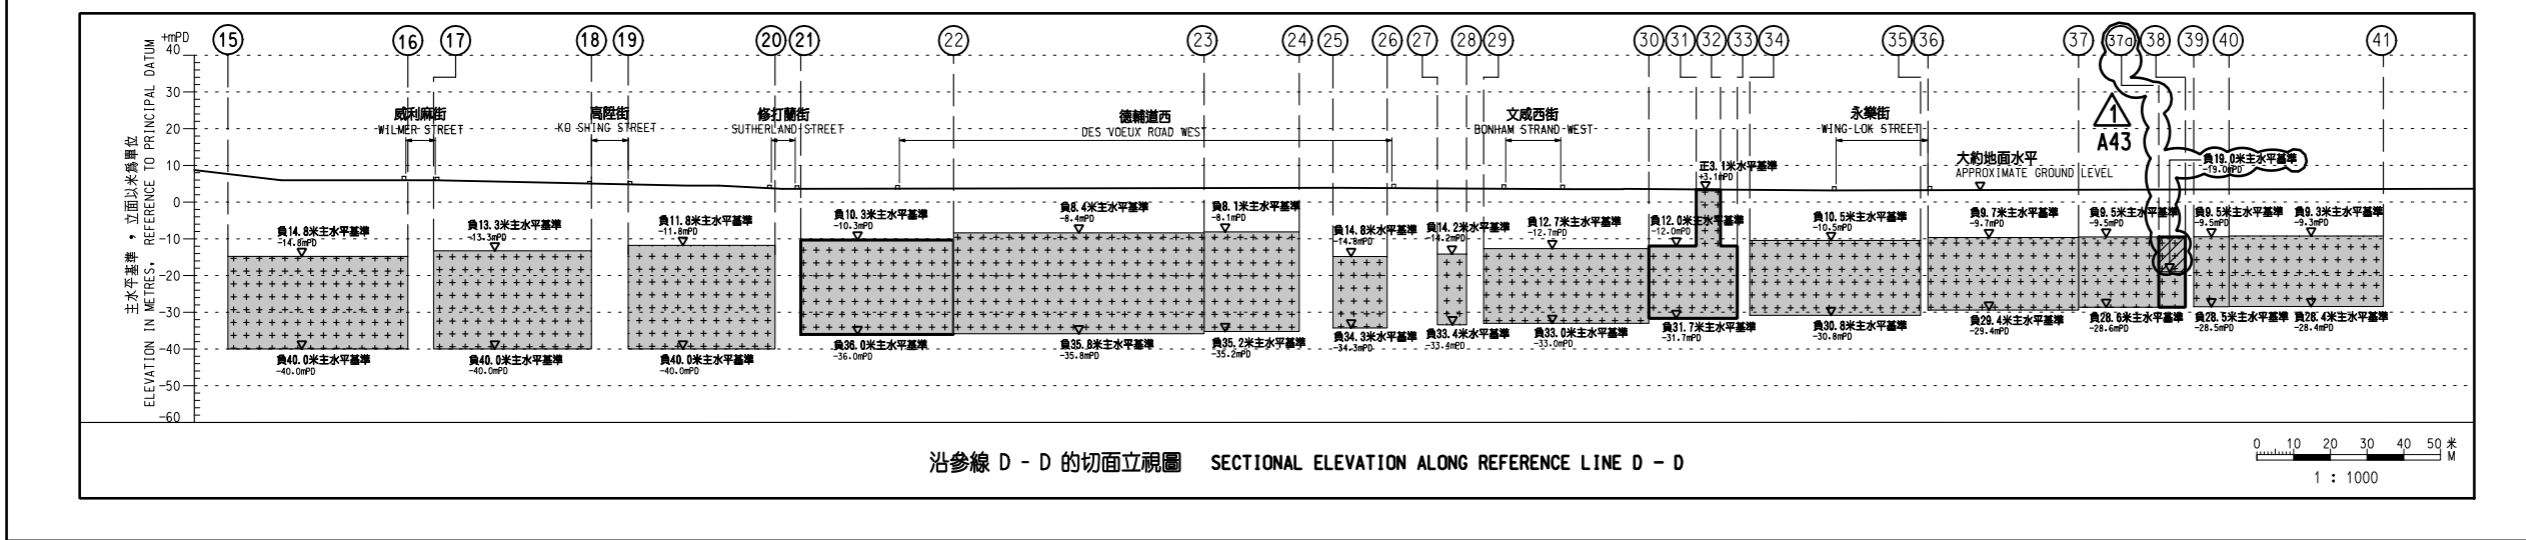 15 16 17 18 19 20 21 22 23 24 25 26 27 28 29 30 31 32 33 34 35 36 37 37a 38 39 40 41
主水平基準，立面以米為單位
ELEVATION IN METRES, REFERENCE TO PRINCIPAL DATUM
+mPD
40
30
20
10
0
-10
-20
-30
-40
-50
-60
威利麻街
WILMER STREET
高陞街
KO SHING STREET
修打蘭街
SUTHERLAND STREET
德輔道西
DES VOEUX ROAD WEST
文咸西街
BONHAM STRAND WEST
永樂街
WING LOK STREET
1
A43
大約地面水平
APPROXIMATE GROUND LEVEL
負19.0米主水平基準
-19.0mPD
正3.1米水平基準
+3.1mPD
負14.8米主水平基準
-14.8mPD
負13.3米主水平基準
-13.3mPD
負11.8米主水平基準
-11.8mPD
負10.3米主水平基準
-10.3mPD
負8.4米主水平基準
-8.4mPD
負8.1米主水平基準
-8.1mPD
負14.8米水平基準
-14.8mPD
負14.2米水平基準
-14.2mPD
負12.7米主水平基準
-12.7mPD
負12.0米主水平基準
-12.0mPD
負10.5米主水平基準
-10.5mPD
負9.7米主水平基準
-9.7mPD
負9.5米主水平基準
-9.5mPD
負9.5米主水平基準
-9.5mPD
負9.3米主水平基準
-9.3mPD
負40.0米主水平基準
-40.0mPD
負40.0米主水平基準
-40.0mPD
負40.0米主水平基準
-40.0mPD
負36.0米主水平基準
-36.0mPD
負35.8米主水平基準
-35.8mPD
負35.2米主水平基準
-35.2mPD
負34.3米水平基準
-34.3mPD
負33.4米水平基準
-33.4mPD
負33.0米主水平基準
-33.0mPD
負31.7米主水平基準
-31.7mPD
負30.8米主水平基準
-30.8mPD
負29.4米主水平基準
-29.4mPD
負28.6米主水平基準
-28.6mPD
負28.5米主水平基準
-28.5mPD
負28.4米主水平基準
-28.4mPD
沿參線 D - D 的切面立視圖 SECTIONAL ELEVATION ALONG REFERENCE LINE D - D
0 10 20 30 40 50 米
M
1 : 1000